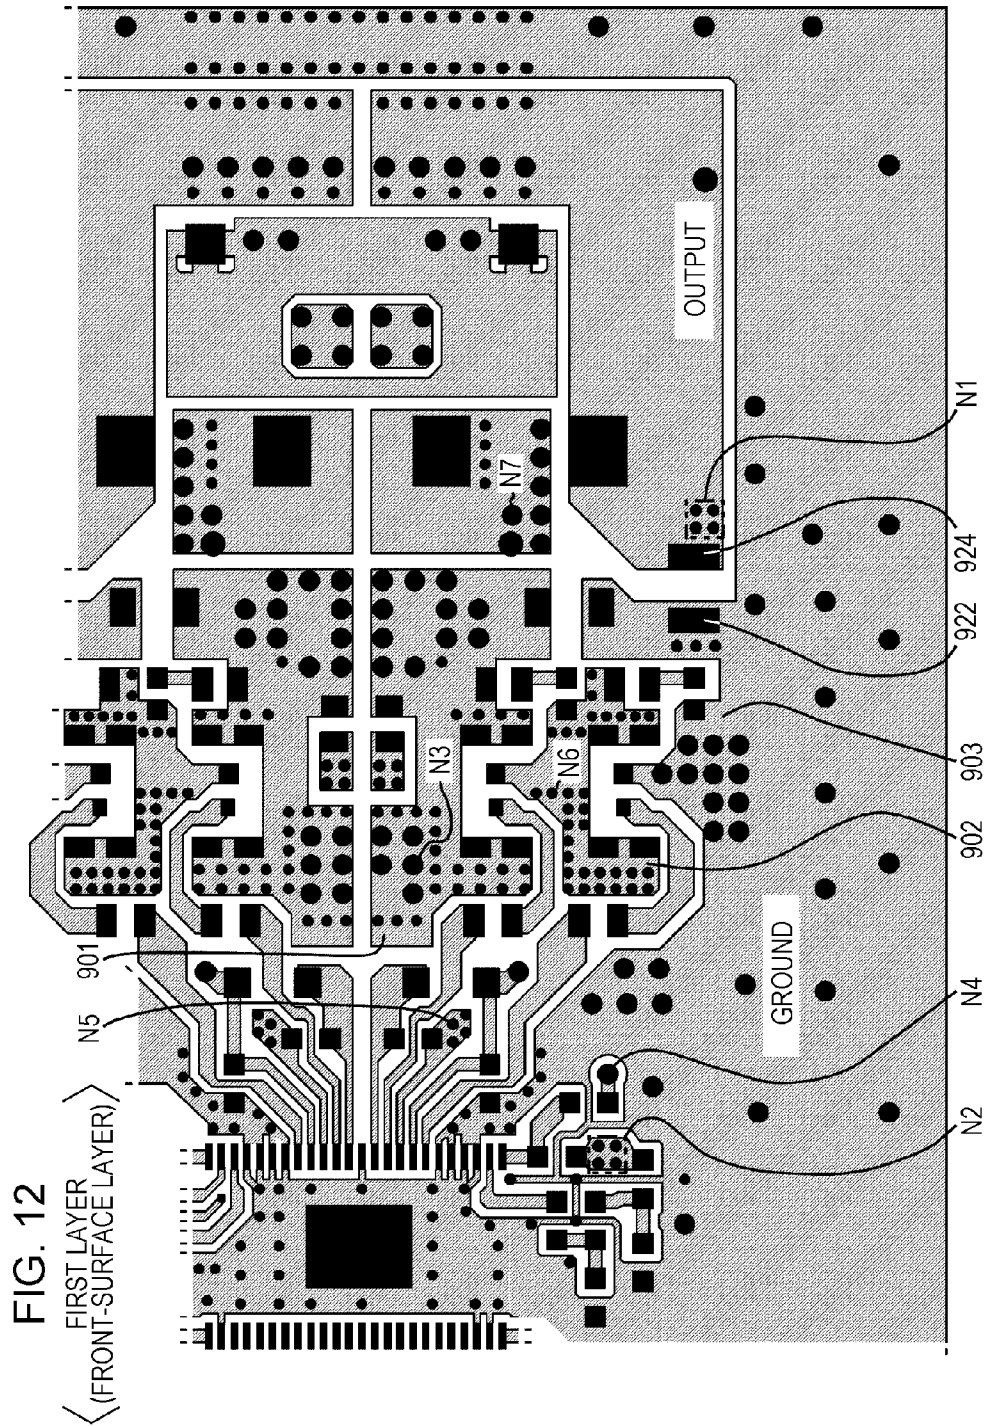 FIG. 12
FIRST LAYER
(FRONT-SURFACE LAYER)
N5
901
N3
N6
N7
OUTPUT
GROUND
N2
N4
902
903
922
924
N1